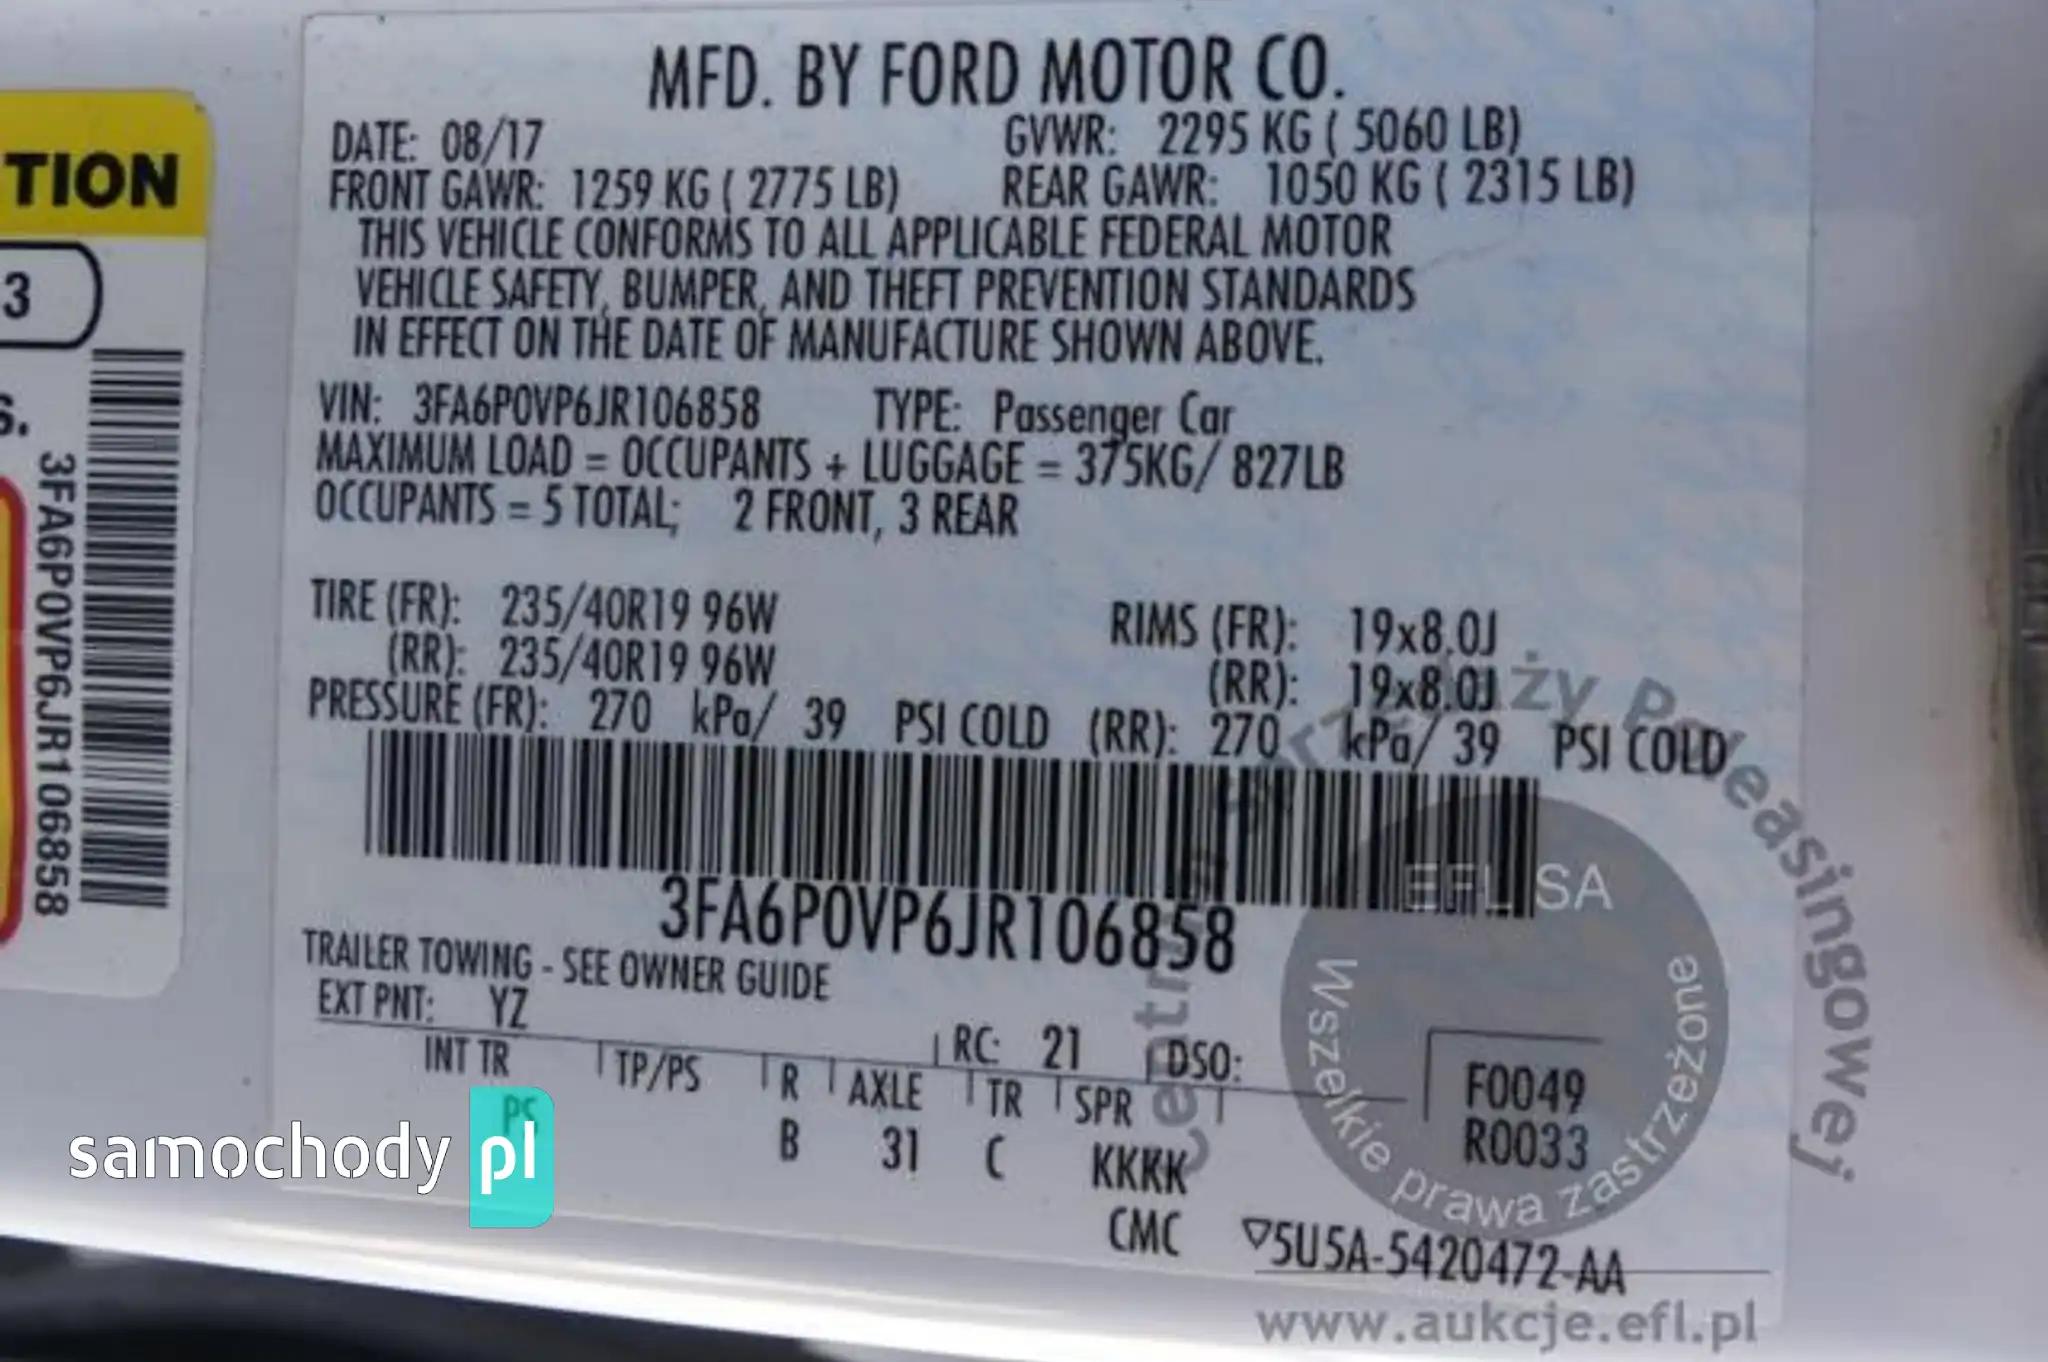 MFD. BY FORD MOTOR CO.
DATE: 08/17 GVWR: 2295 KG ( 5060 LB)
FRONT GAWR: 1259 KG ( 2775 LB) REAR GAWR: 1050 KG ( 2315 LB)
THIS VEHICLE CONFORMS TO ALL APPLICABLE FEDERAL MOTOR
VEHICLE SAFETY, BUMPER, AND THEFT PREVENTION STANDARDS
IN EFFECT ON THE DATE OF MANUFACTURE SHOWN ABOVE.
VIN: 3FA6P0VP6JR106858 TYPE: Passenger Car
MAXIMUM LOAD = OCCUPANTS + LUGGAGE = 375KG/ 827LB
OCCUPANTS = 5 TOTAL; 2 FRONT, 3 REAR
TIRE (FR): 235/40R19 96W RIMS (FR): 19x8.0J
(RR): 235/40R19 96W (RR): 19x8.0J
PRESSURE (FR): 270 kPa/ 39 PSI COLD (RR): 270 kPa/ 39 PSI COLD
3FA6P0VP6JR106858
TRAILER TOWING - SEE OWNER GUIDE
EXT PNT: YZ RC: 21 DSO:
INT TR TP/PS R AXLE TR SPR F0049
PS B 31 C KKKK R0033
CMC ▽5U5A-5420472-AA
TION
3
s.
3FA6P0VP6JR106858
samochody pl
EFL SA
Wszelkie prawa zastrzeżone
Centrum Sprzedaży Poleasingowej
www.aukcje.efl.pl